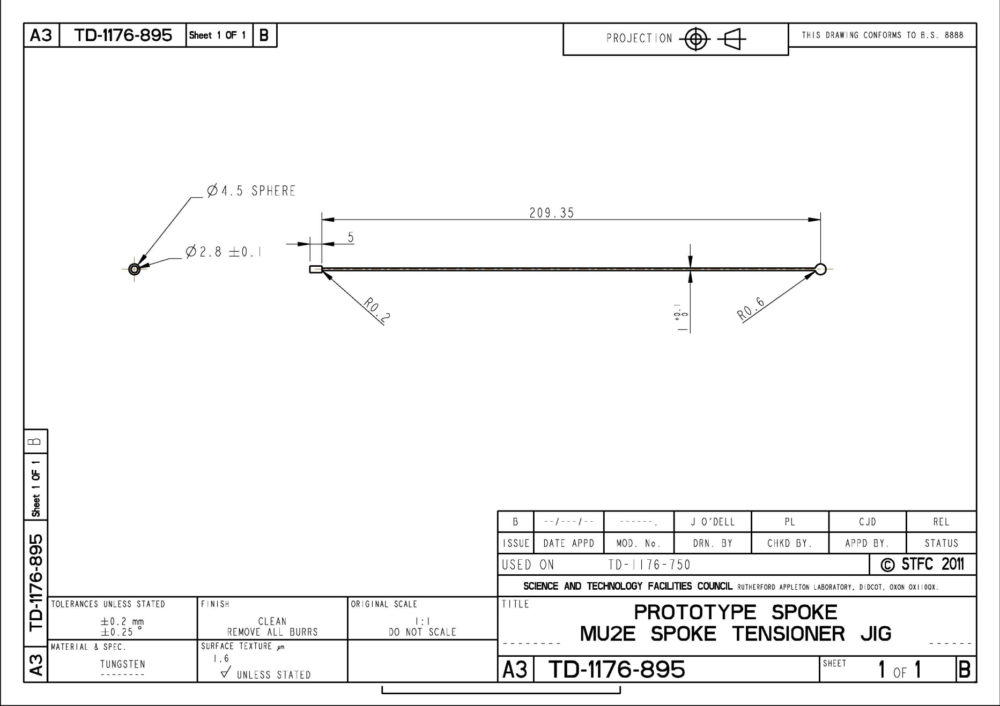 A3 TD-1176-895 Sheet 1 OF 1 B
PROJECTION
THIS DRAWING CONFORMS TO B.S. 8888
Ø4.5 SPHERE
Ø2.8 ±0.1
209.35
5
R0.2
1 +0.1 0
R0.6
A3 TD-1176-895 Sheet 1 OF 1 B
B --/---/-- ------. J O'DELL PL CJD REL
ISSUE DATE APPD MOD. No. DRN. BY CHKD BY. APPD BY. STATUS
USED ON TD-1176-750 © STFC 2011
SCIENCE AND TECHNOLOGY FACILITIES COUNCIL RUTHERFORD APPLETON LABORATORY, DIDCOT, OXON OX110QX.
TOLERANCES UNLESS STATED
±0.2 mm
±0.25 °
FINISH
CLEAN
REMOVE ALL BURRS
ORIGINAL SCALE
1:1
DO NOT SCALE
MATERIAL & SPEC.
TUNGSTEN
--------
SURFACE TEXTURE µm
1.6
UNLESS STATED
TITLE
PROTOTYPE SPOKE
-------- MU2E SPOKE TENSIONER JIG ------
A3 TD-1176-895 SHEET 1 OF 1 B